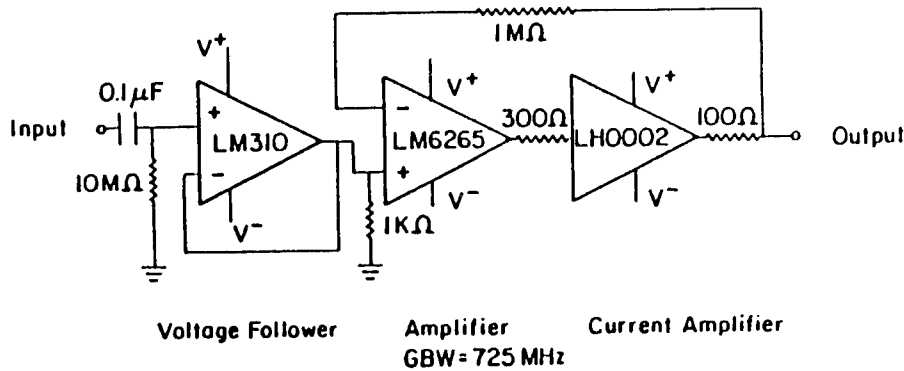 1MΩ
V+
V+
V+
0.1μF
300Ω
100Ω
Input
+
-
LM310
-
+
LM6265
LH0002
Output
10MΩ
V-
1KΩ
V-
V-
Voltage Follower
Amplifier
GBW = 725 MHz
Current Amplifier